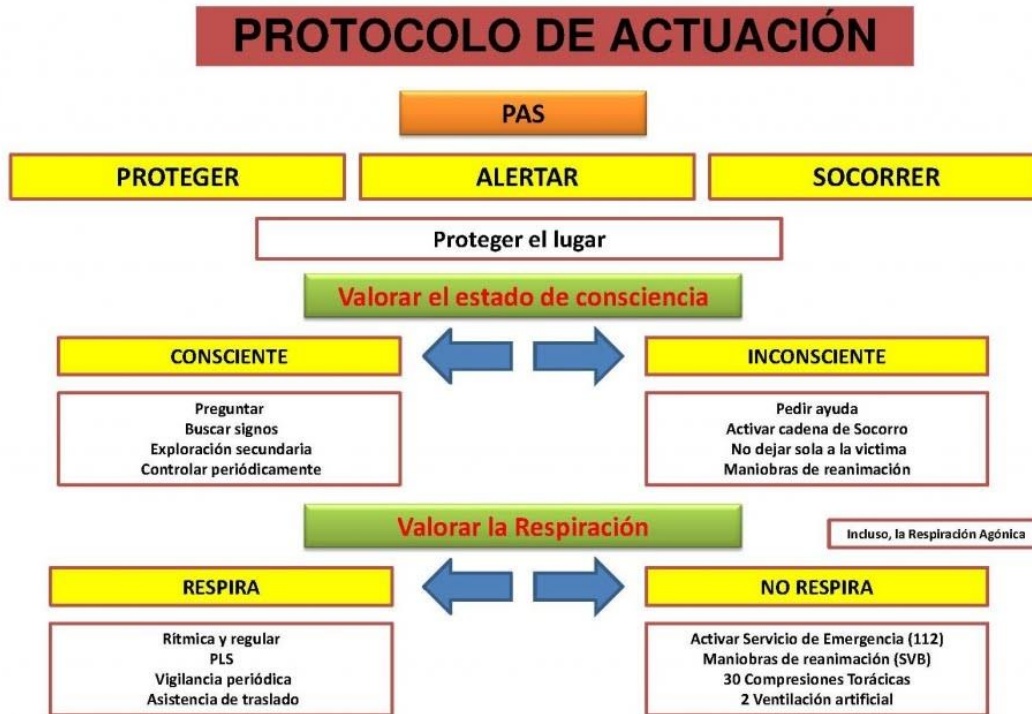 PROTOCOLO DE ACTUACIÓN
PAS
PROTEGER
ALERTAR
SOCORRER
Proteger el lugar
Valorar el estado de consciencia
CONSCIENTE
Preguntar
Buscar signos
Exploración secundaria
Controlar periódicamente
INCONSCIENTE
Pedir ayuda
Activar cadena de Socorro
No dejar sola a la victima
Maniobras de reanimación
Valorar la Respiración
Incluso, la Respiración Agónica
RESPIRA
Rítmica y regular
PLS
Vigilancia periódica
Asistencia de traslado
NO RESPIRA
Activar Servicio de Emergencia (112)
Maniobras de reanimación (SVB)
30 Compresiones Torácicas
2 Ventilación artificial